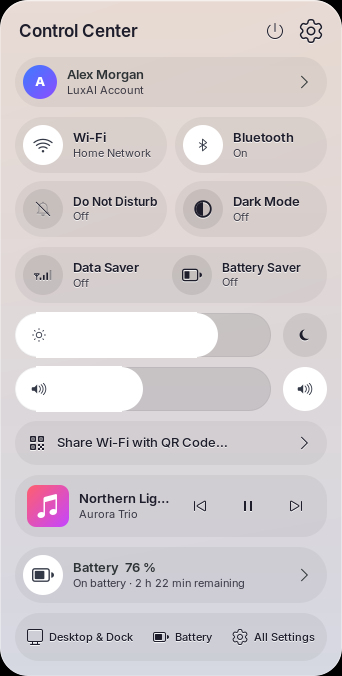 Control Center
A
Alex Morgan
LuxAI Account
Wi-Fi
Home Network
Bluetooth
On
Do Not Disturb
Off
Dark Mode
Off
Data Saver
Off
Battery Saver
Off
Share Wi-Fi with QR Code...
Northern Lig...
Aurora Trio
Battery 76 %
On battery · 2 h 22 min remaining
Desktop & Dock Battery All Settings